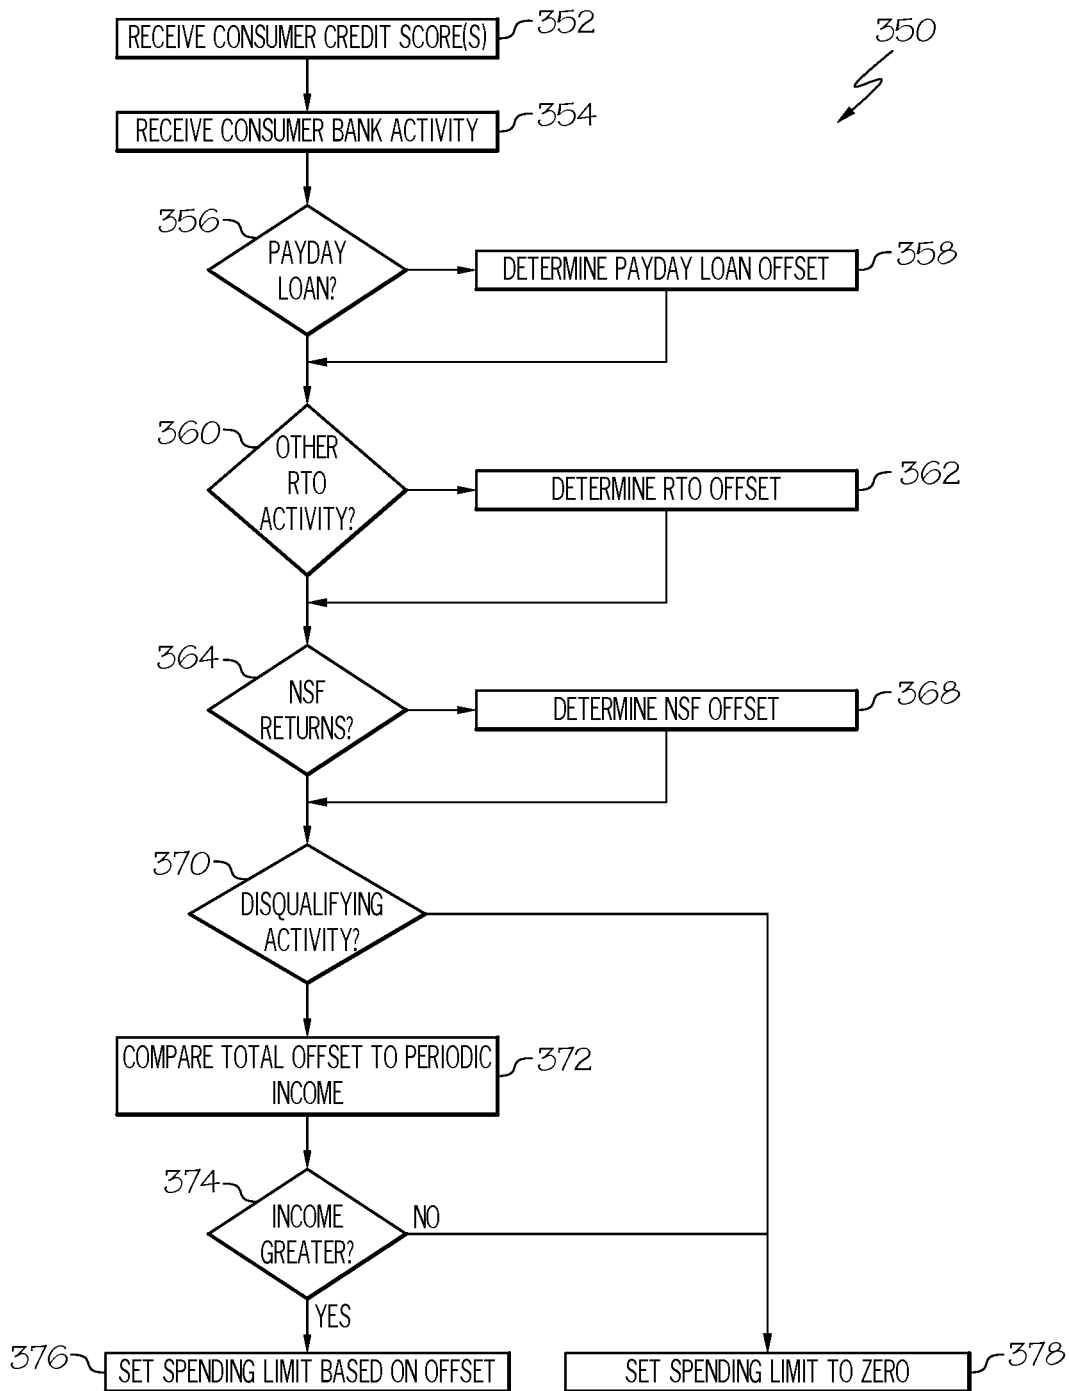 RECEIVE CONSUMER CREDIT SCORE(S)
352
350
RECEIVE CONSUMER BANK ACTIVITY
354
356
PAYDAY
LOAN?
DETERMINE PAYDAY LOAN OFFSET
358
360
OTHER
RTO
ACTIVITY?
DETERMINE RTO OFFSET
362
364
NSF
RETURNS?
DETERMINE NSF OFFSET
368
370
DISQUALIFYING
ACTIVITY?
COMPARE TOTAL OFFSET TO PERIODIC
INCOME
372
374
INCOME
GREATER?
NO
YES
376
SET SPENDING LIMIT BASED ON OFFSET
SET SPENDING LIMIT TO ZERO
378